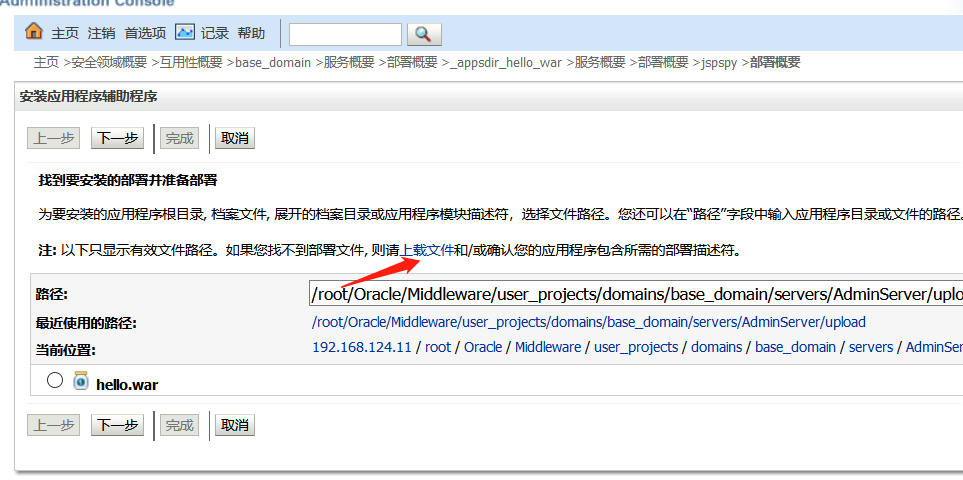 Administration Console
主页 注销 首选项 记录 帮助
主页 >安全领域概要 >互用性概要 >base_domain >服务概要 >部署概要 >_appsdir_hello_war >服务概要 >部署概要 >jspspy >部署概要
安装应用程序辅助程序
上一步 下一步 完成 取消
找到要安装的部署并准备部署
为要安装的应用程序根目录, 档案文件, 展开的档案目录或应用程序模块描述符, 选择文件路径。您还可以在“路径”字段中输入应用程序目录或文件的路径。
注: 以下只显示有效文件路径。如果您找不到部署文件, 则请上载文件和/或确认您的应用程序包含所需的部署描述符。
路径: /root/Oracle/Middleware/user_projects/domains/base_domain/servers/AdminServer/uplo
最近使用的路径: /root/Oracle/Middleware/user_projects/domains/base_domain/servers/AdminServer/upload
当前位置: 192.168.124.11 / root / Oracle / Middleware / user_projects / domains / base_domain / servers / AdminSer
hello.war
上一步 下一步 完成 取消